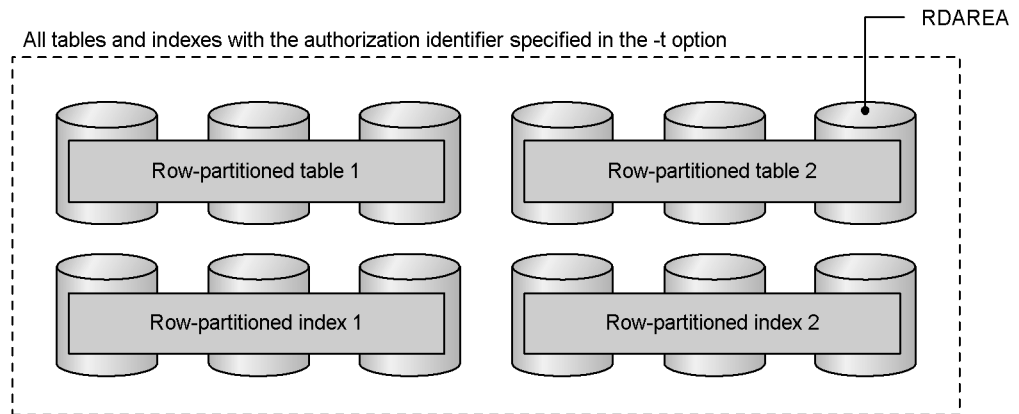 RDAREA
All tables and indexes with the authorization identifier specified in the -t option
Row-partitioned table 1
Row-partitioned table 2
Row-partitioned index 1
Row-partitioned index 2